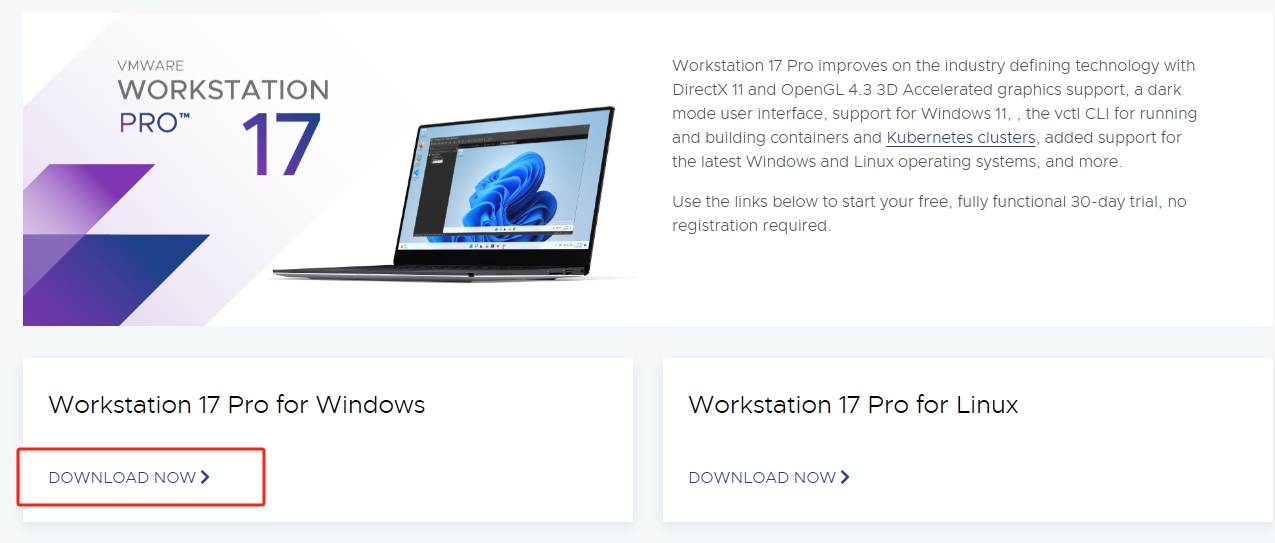 VMWARE
WORKSTATION
PRO™ 17
Workstation 17 Pro improves on the industry defining technology with
DirectX 11 and OpenGL 4.3 3D Accelerated graphics support, a dark
mode user interface, support for Windows 11, , the vctl CLI for running
and building containers and Kubernetes clusters, added support for
the latest Windows and Linux operating systems, and more.
Use the links below to start your free, fully functional 30-day trial, no
registration required.
Workstation 17 Pro for Windows
DOWNLOAD NOW
Workstation 17 Pro for Linux
DOWNLOAD NOW